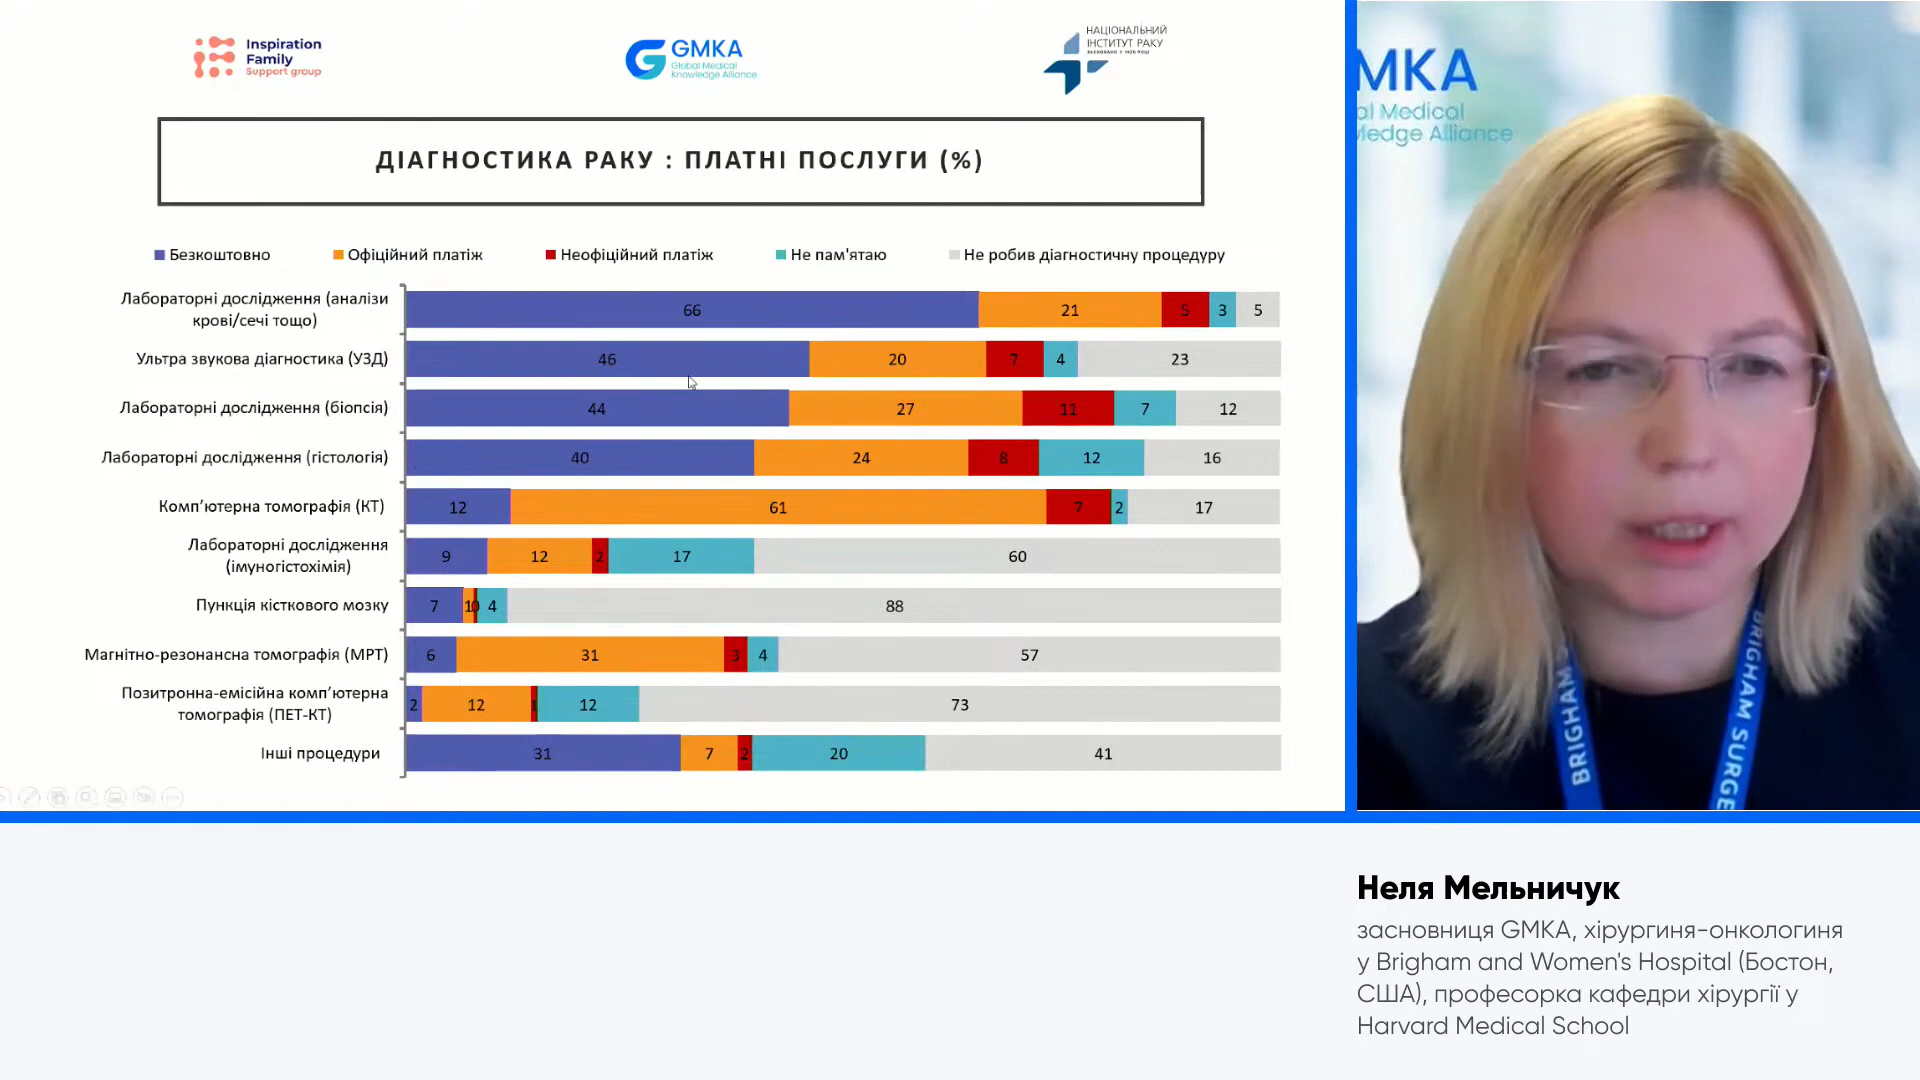 Inspiration
Family
Support group
GMKA
Global Medical
Knowledge Alliance
НАЦІОНАЛЬНИЙ
ІНСТИТУТ РАКУ
ДІАГНОСТИКА РАКУ : ПЛАТНІ ПОСЛУГИ (%)
Безкоштовно
Офіційний платіж
Неофіційний платіж
Не пам'ятаю
Не робив діагностичну процедуру
Лабораторні дослідження (аналізи
крові/сечі тощо)
66 21 5 3 5
Ультра звукова діагностика (УЗД)
46 20 7 4 23
Лабораторні дослідження (біопсія)
44 27 11 7 12
Лабораторні дослідження (гістологія)
40 24 8 12 16
Комп’ютерна томографія (КТ)
12 61 7 2 17
Лабораторні дослідження
(імуногістохімія)
9 12 2 17 60
Пункція кісткового мозку
7 1 0 4 88
Магнітно-резонансна томографія (МРТ)
6 31 3 4 57
Позитронна-емісійна комп’ютерна
томографія (ПЕТ-КТ)
2 12 1 12 73
Інші процедури
31 7 2 20 41
MKA
al Medical
ledge Alliance
BRIGHAM
BRIGHAM SURGE
Неля Мельничук
засновниця GMKA, хірургиня-онкологиня
у Brigham and Women's Hospital (Бостон,
США), професорка кафедри хірургії у
Harvard Medical School